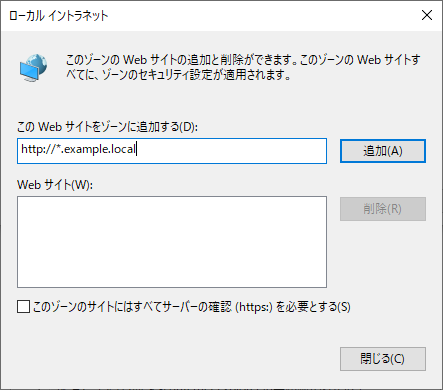 ローカル イントラネット
このゾーンの Web サイトの追加と削除ができます。このゾーンの Web サイトす
べてに、ゾーンのセキュリティ設定が適用されます。
この Web サイトをゾーンに追加する(D):
http://*.example.local
追加(A)
Web サイト(W):
削除(R)
このゾーンのサイトにはすべてサーバーの確認 (https:) を必要とする(S)
閉じる(C)